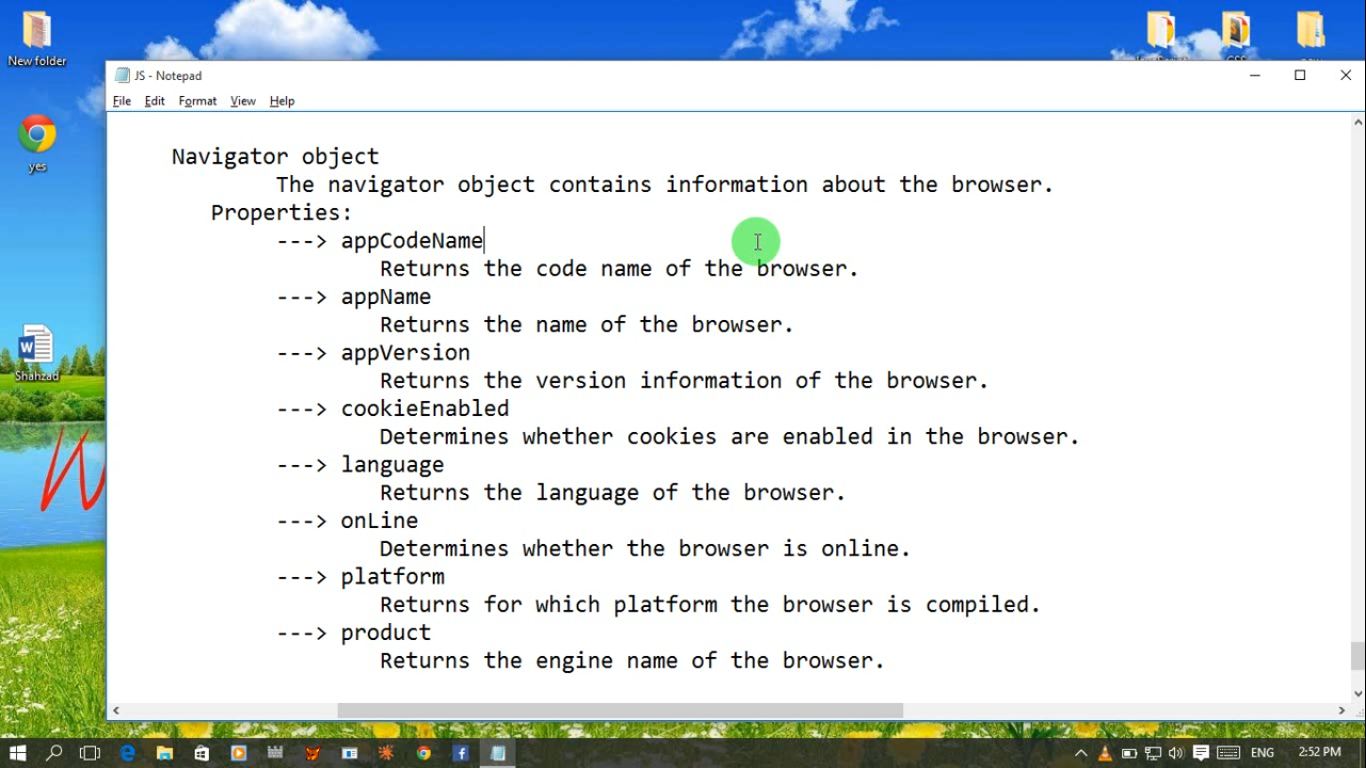 New folder
JS - Notepad
File Edit Format View Help
yes
Shahzad
W
Navigator object
The navigator object contains information about the browser.
Properties:
---> appCodeName
Returns the code name of the browser.
---> appName
Returns the name of the browser.
---> appVersion
Returns the version information of the browser.
---> cookieEnabled
Determines whether cookies are enabled in the browser.
---> language
Returns the language of the browser.
---> onLine
Determines whether the browser is online.
---> platform
Returns for which platform the browser is compiled.
---> product
Returns the engine name of the browser.
ENG 2:52 PM